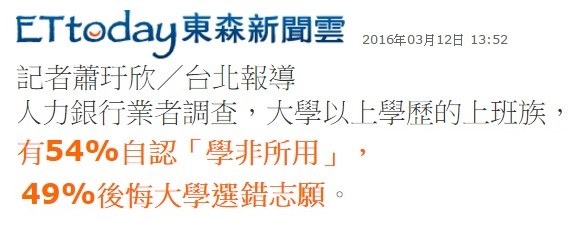 ETtoday東森新聞雲 2016年03月12日 13:52
記者蕭玗欣／台北報導
人力銀行業者調查，大學以上學歷的上班族，
有54%自認「學非所用」，
49%後悔大學選錯志願。